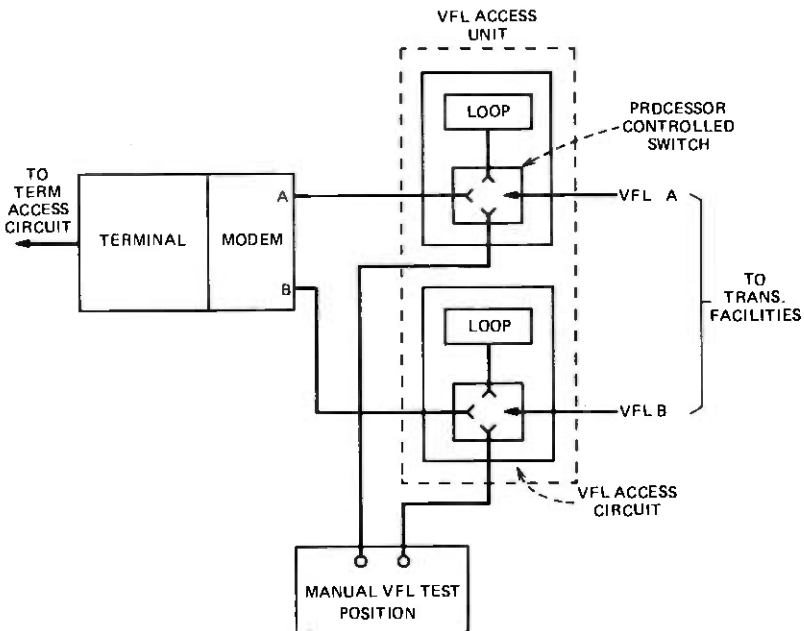 VFL ACCESS
UNIT
LOOP
PRDCESSOR
CONTROLLED
SWITCH
TO
TERM
ACCESS
CIRCUIT
TERMINAL
MODEM
A
B
VFL A
TO
TRANS.
FACILITIES
LOOP
VFL B
VFL ACCESS
CIRCUIT
MANUAL VFL TEST
POSITION